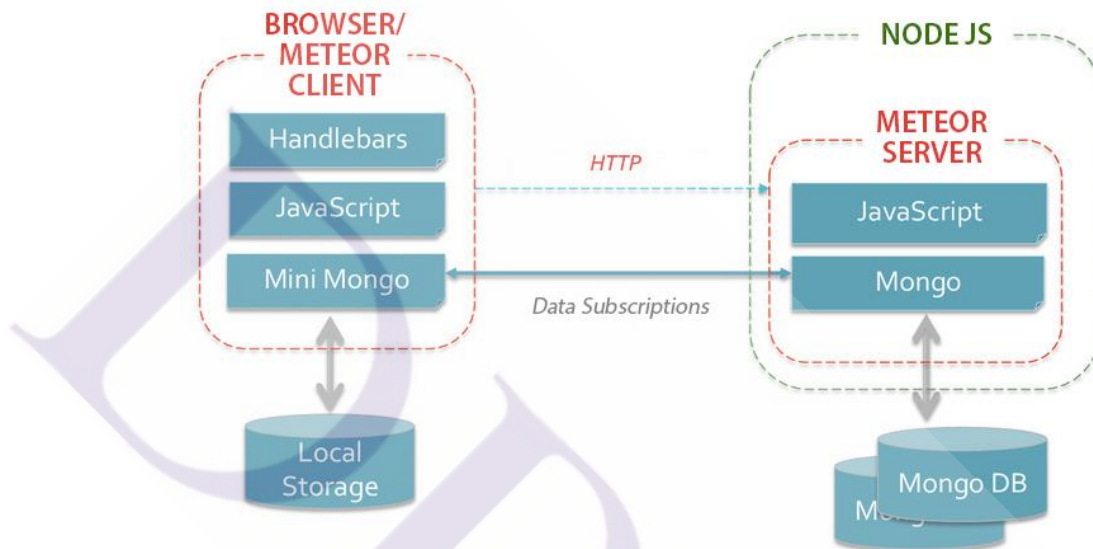 BROWSER/
METEOR
CLIENT
Handlebars
JavaScript
Mini Mongo
Local
Storage
HTTP
Data Subscriptions
NODE JS
METEOR
SERVER
JavaScript
Mongo
Mongo DB